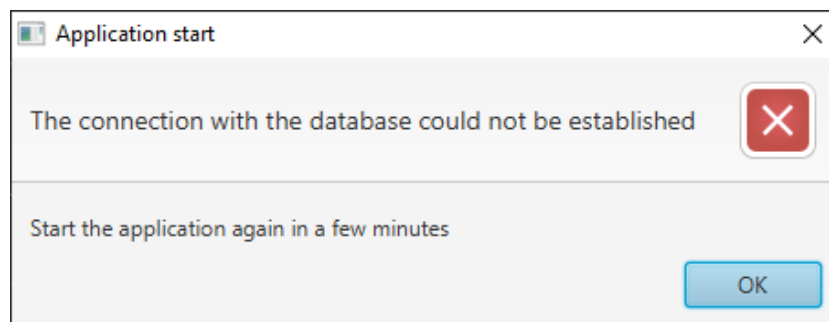 Application start
The connection with the database could not be established
Start the application again in a few minutes
OK